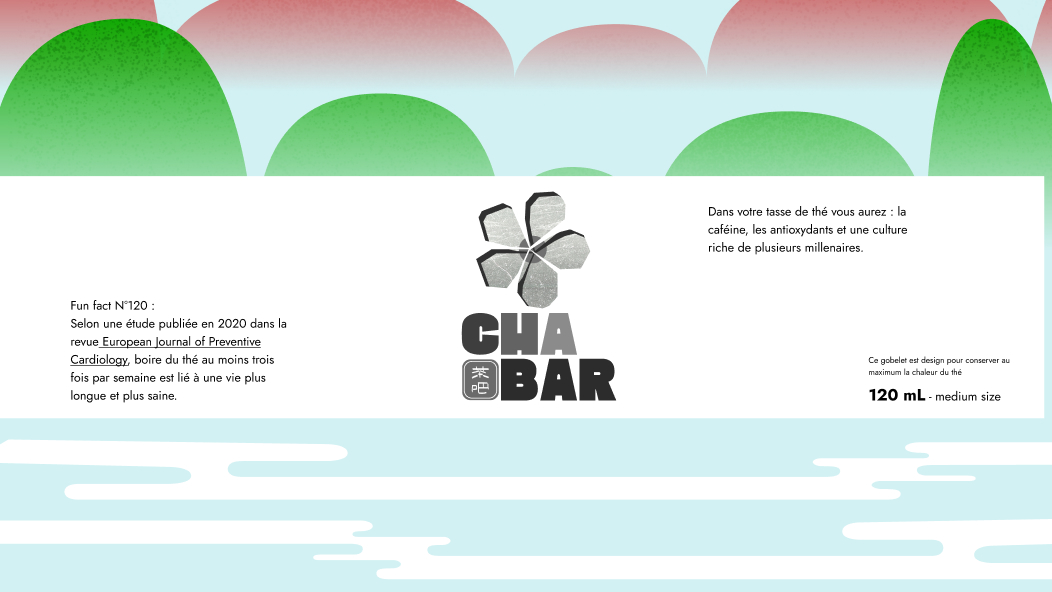 Fun fact N°120 :
Selon une étude publiée en 2020 dans la
revue European Journal of Preventive
Cardiology, boire du thé au moins trois
fois par semaine est lié à une vie plus
longue et plus saine.
CHA
茶吧 BAR
Dans votre tasse de thé vous aurez : la
caféine, les antioxydants et une culture
riche de plusieurs millenaires.
Ce gobelet est design pour conserver au
maximum la chaleur du thé
120 mL - medium size